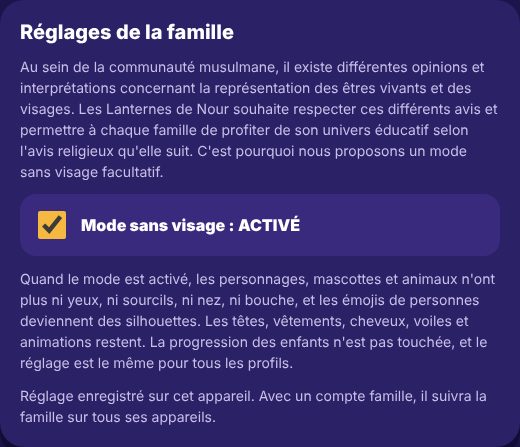 Réglages de la famille
Au sein de la communauté musulmane, il existe différentes opinions et
interprétations concernant la représentation des êtres vivants et des
visages. Les Lanternes de Nour souhaite respecter ces différents avis et
permettre à chaque famille de profiter de son univers éducatif selon
l'avis religieux qu'elle suit. C'est pourquoi nous proposons un mode
sans visage facultatif.
Mode sans visage : ACTIVÉ
Quand le mode est activé, les personnages, mascottes et animaux n'ont
plus ni yeux, ni sourcils, ni nez, ni bouche, et les émojis de personnes
deviennent des silhouettes. Les têtes, vêtements, cheveux, voiles et
animations restent. La progression des enfants n'est pas touchée, et le
réglage est le même pour tous les profils.
Réglage enregistré sur cet appareil. Avec un compte famille, il suivra la
famille sur tous ses appareils.